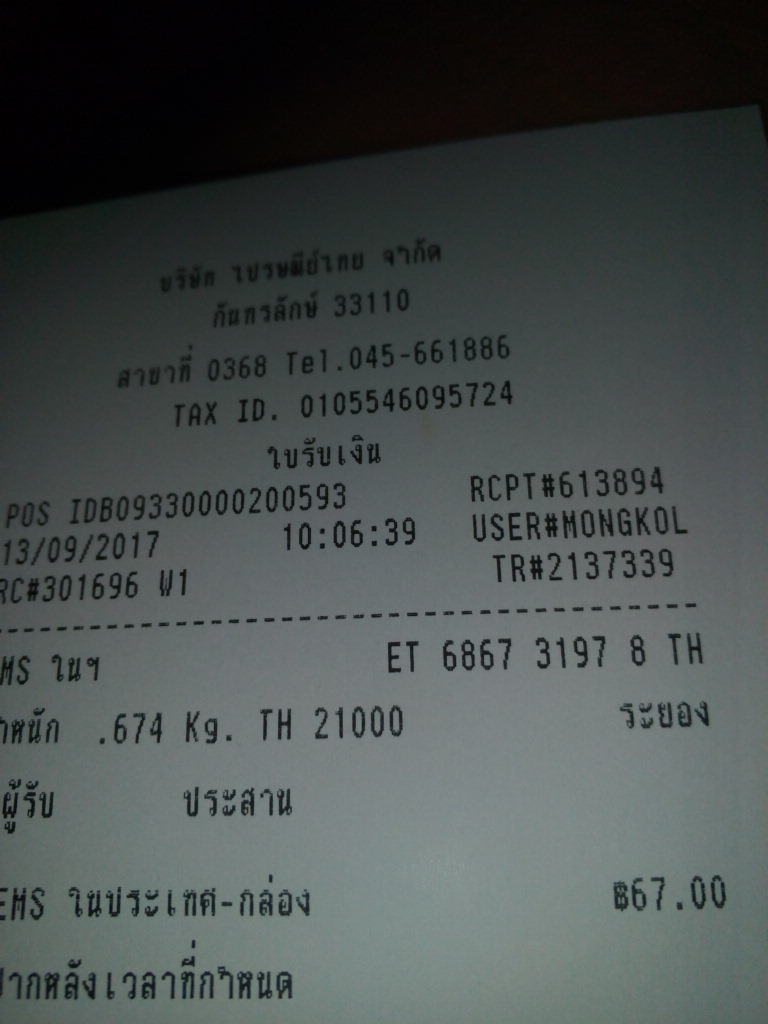 บริษัท ไปรษณีย์ไทย จำกัด
กันทรลักษ์ 33110
สาขาที่ 0368 Tel.045-661886
TAX ID. 0105546095724
ใบรับเงิน
POS IDB09330000200593 RCPT#613894
13/09/2017 10:06:39 USER#MONGKOL
RC#301696 W1 TR#2137339
EMS ในฯ ET 6867 3197 8 TH
น้ำหนัก .674 Kg. TH 21000 ระยอง
ผู้รับ ประสาน
EMS ในประเทศ-กล่อง ฿67.00
ฝากหลังเวลาที่กำหนด